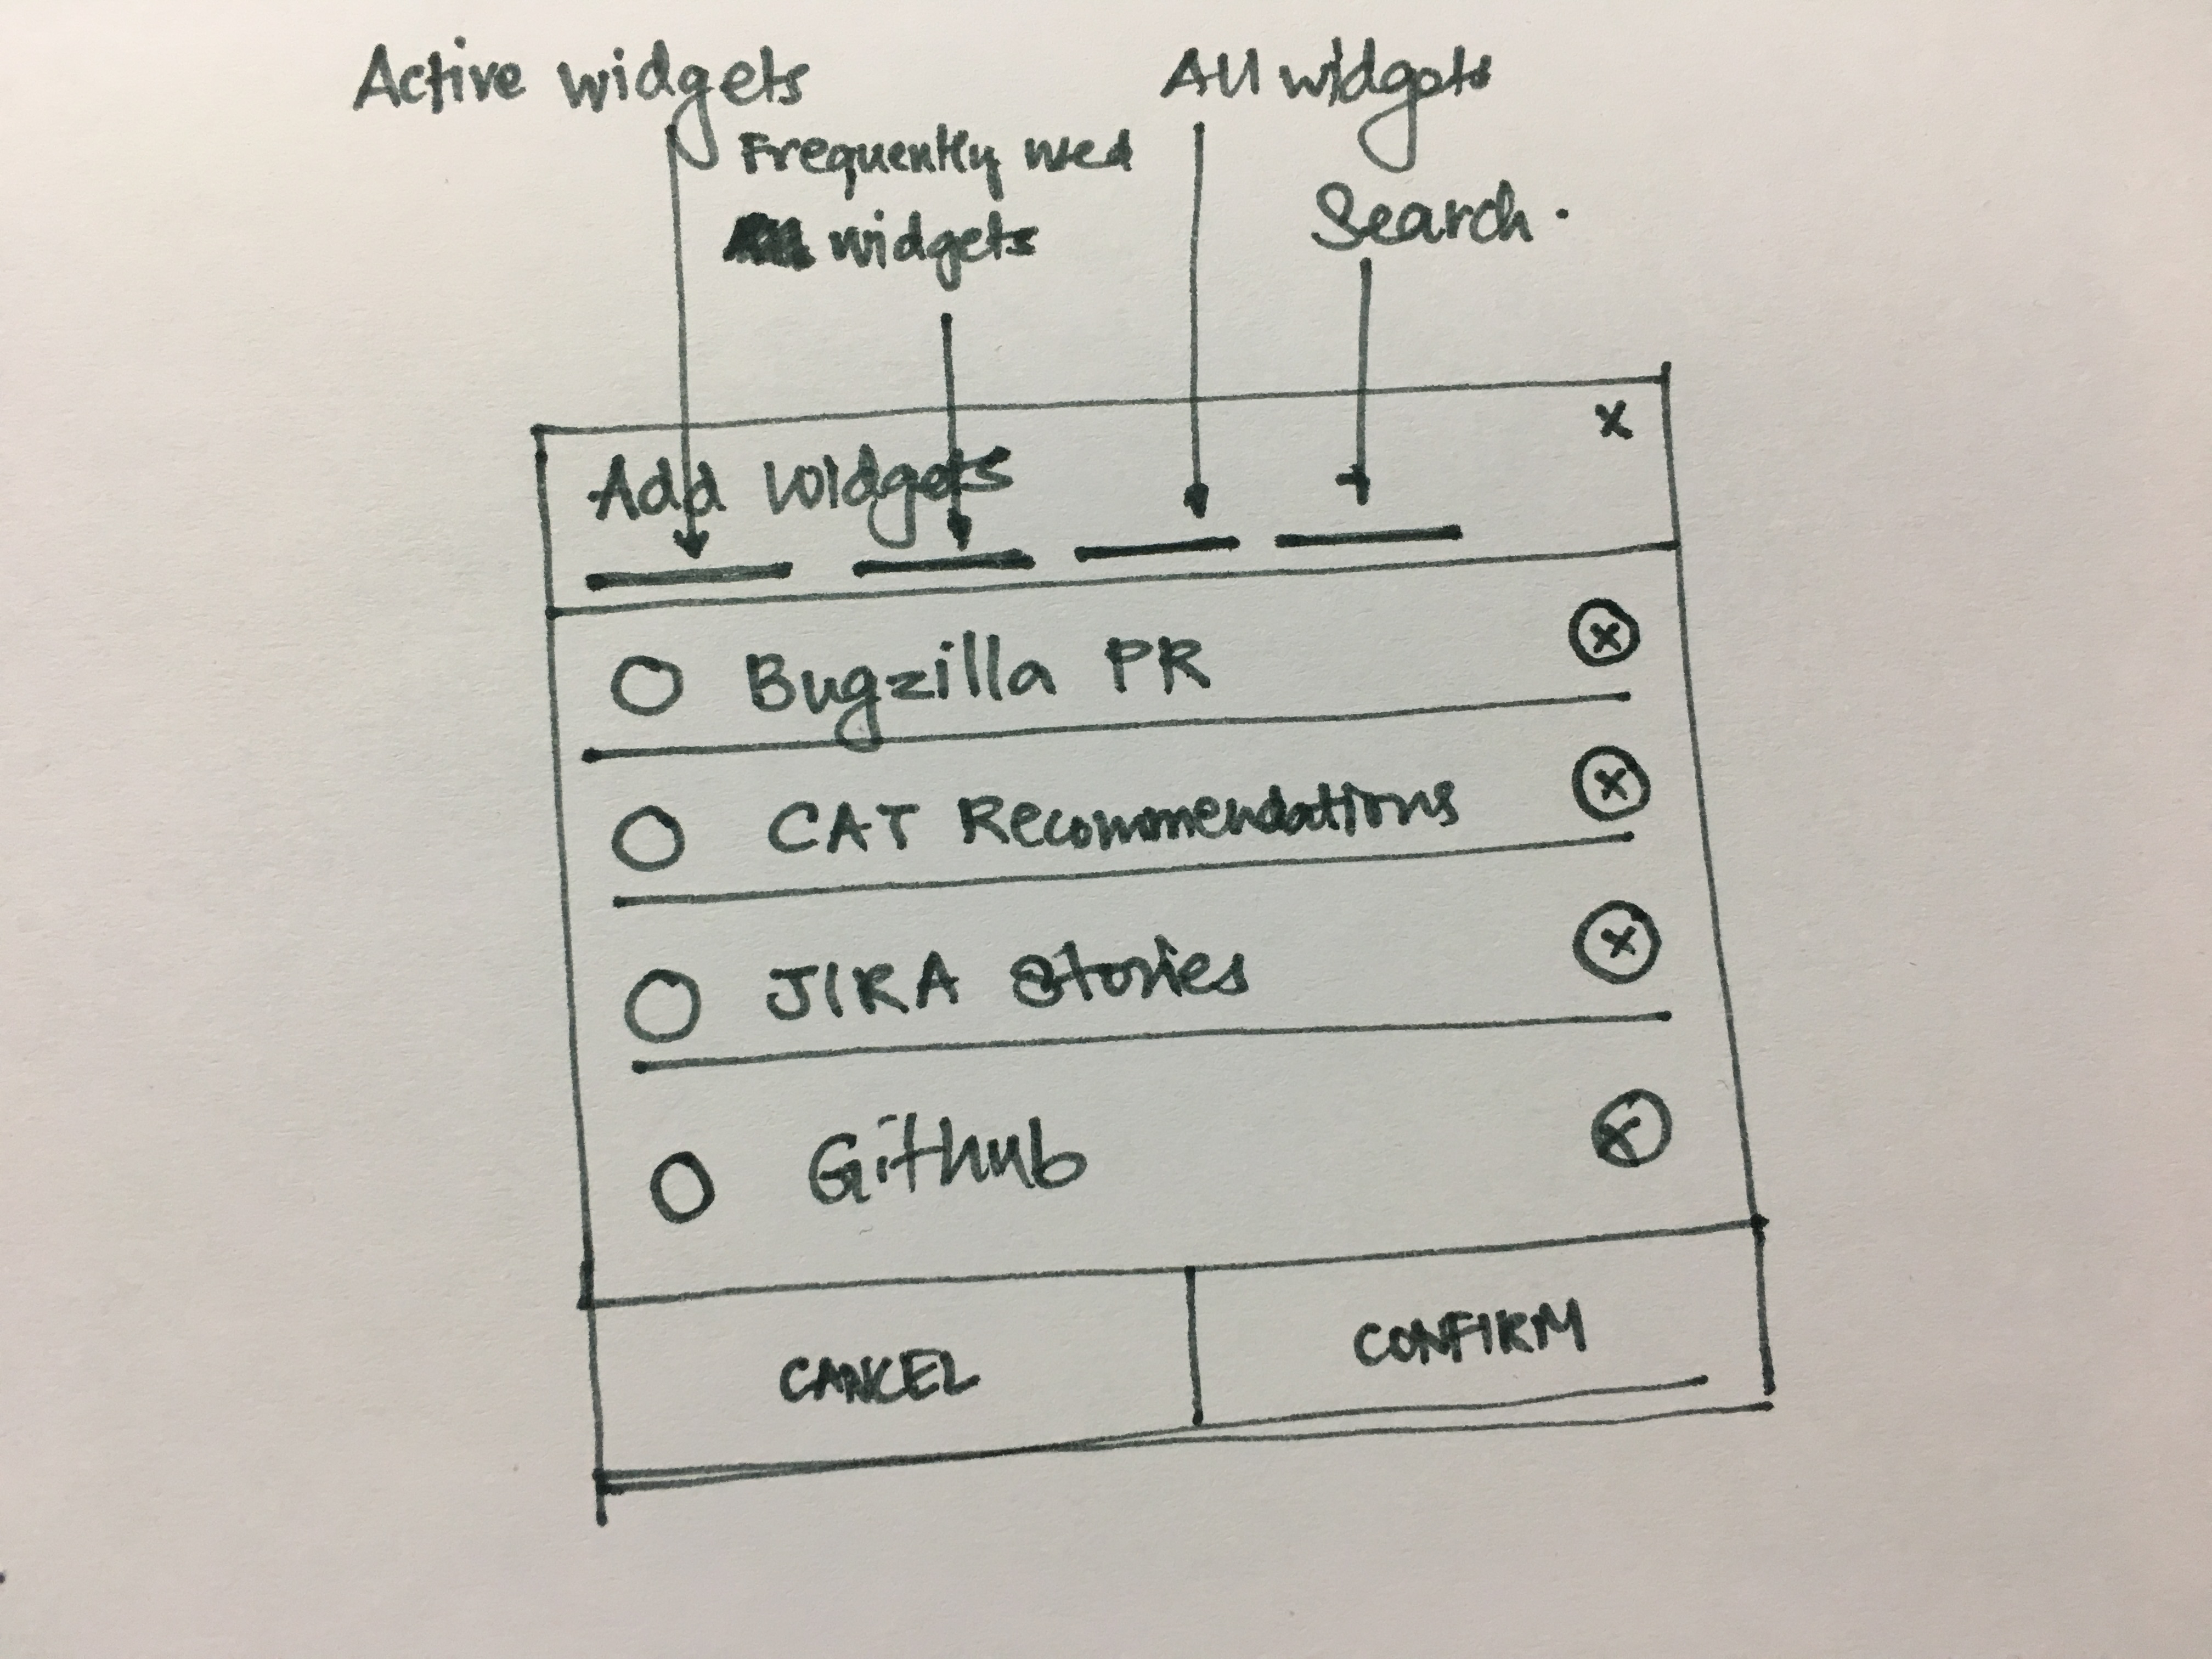 Active widgets
All widgets
Frequently used
widgets
Search.
Add Widgets
X
Bugzilla PR
X
CAT Recommendations
X
JIRA Stories
X
Github
X
CANCEL
CONFIRM